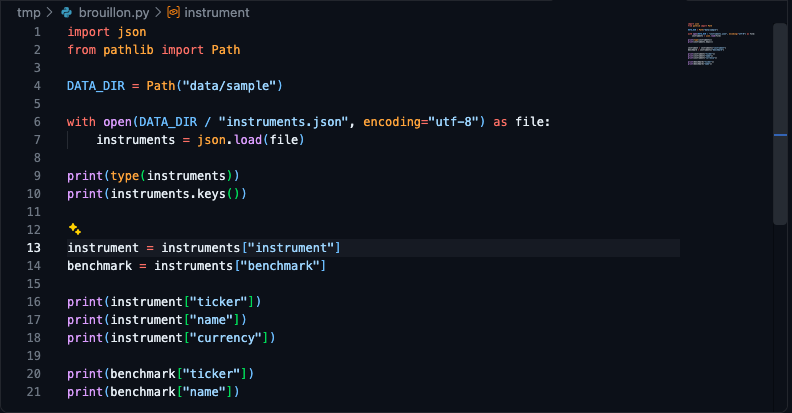 tmp > brouillon.py > instrument
1 import json
2 from pathlib import Path
3
4 DATA_DIR = Path("data/sample")
5
6 with open(DATA_DIR / "instruments.json", encoding="utf-8") as file:
7     instruments = json.load(file)
8
9 print(type(instruments))
10 print(instruments.keys())
11
12
13 instrument = instruments["instrument"]
14 benchmark = instruments["benchmark"]
15
16 print(instrument["ticker"])
17 print(instrument["name"])
18 print(instrument["currency"])
19
20 print(benchmark["ticker"])
21 print(benchmark["name"])